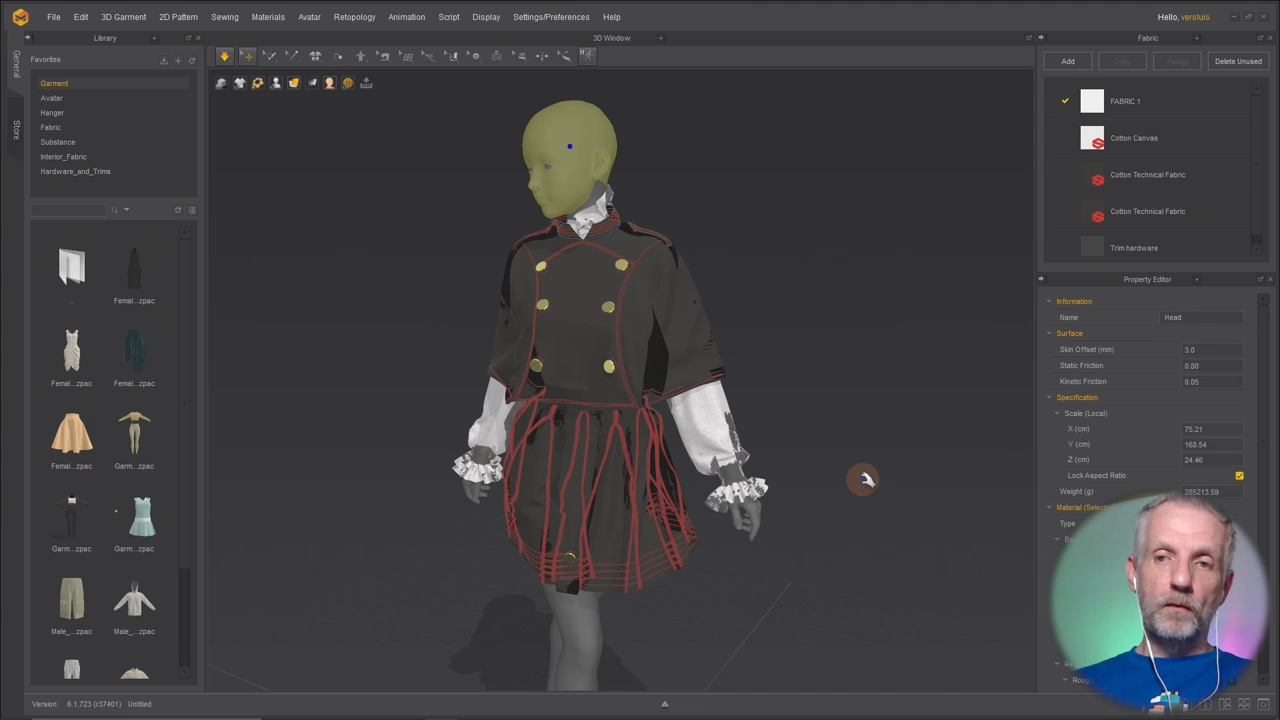 File Edit 3D Garment 2D Pattern Sewing Materials Avatar Retopology Animation Script Display Settings/Preferences Help
Hello, versluis
Library
3D Window
Fabric
General
Store
Favorites
Garment
Avatar
Hanger
Fabric
Substance
Interior_Fabric
Hardware_and_Trims
..
Femal...zpac
Femal...zpac Femal...zpac
Femal...zpac Garm...zpac
Garm...zpac Garm...zpac
Male_...zpac Male_...zpac
Add
Copy
Assign
Delete Unused
FABRIC 1
Cotton Canvas
Cotton Technical Fabric
Cotton Technical Fabric
Trim hardware
Property Editor
Information
Name Head
Surface
Skin Offset (mm) 3.0
Static Friction 0.80
Kinetic Friction 0.05
Specification
Scale (Local)
X (cm) 75.21
Y (cm) 168.54
Z (cm) 24.46
Lock Aspect Ratio
Weight (g) 285213.59
Material (Selec
Type
Version: 6.1.723 (r37401) Untitled